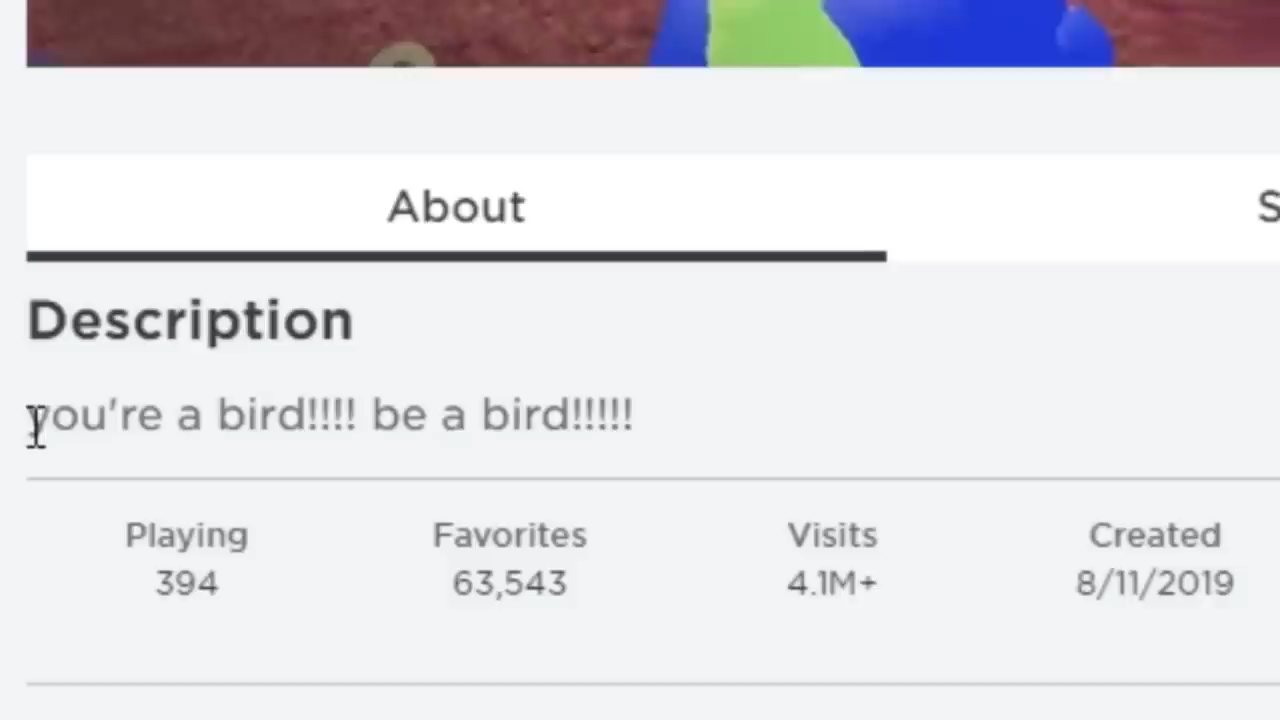 About
Description
you're a bird!!!! be a bird!!!!!
Playing Favorites Visits Created
394 63,543 4.1M+ 8/11/2019